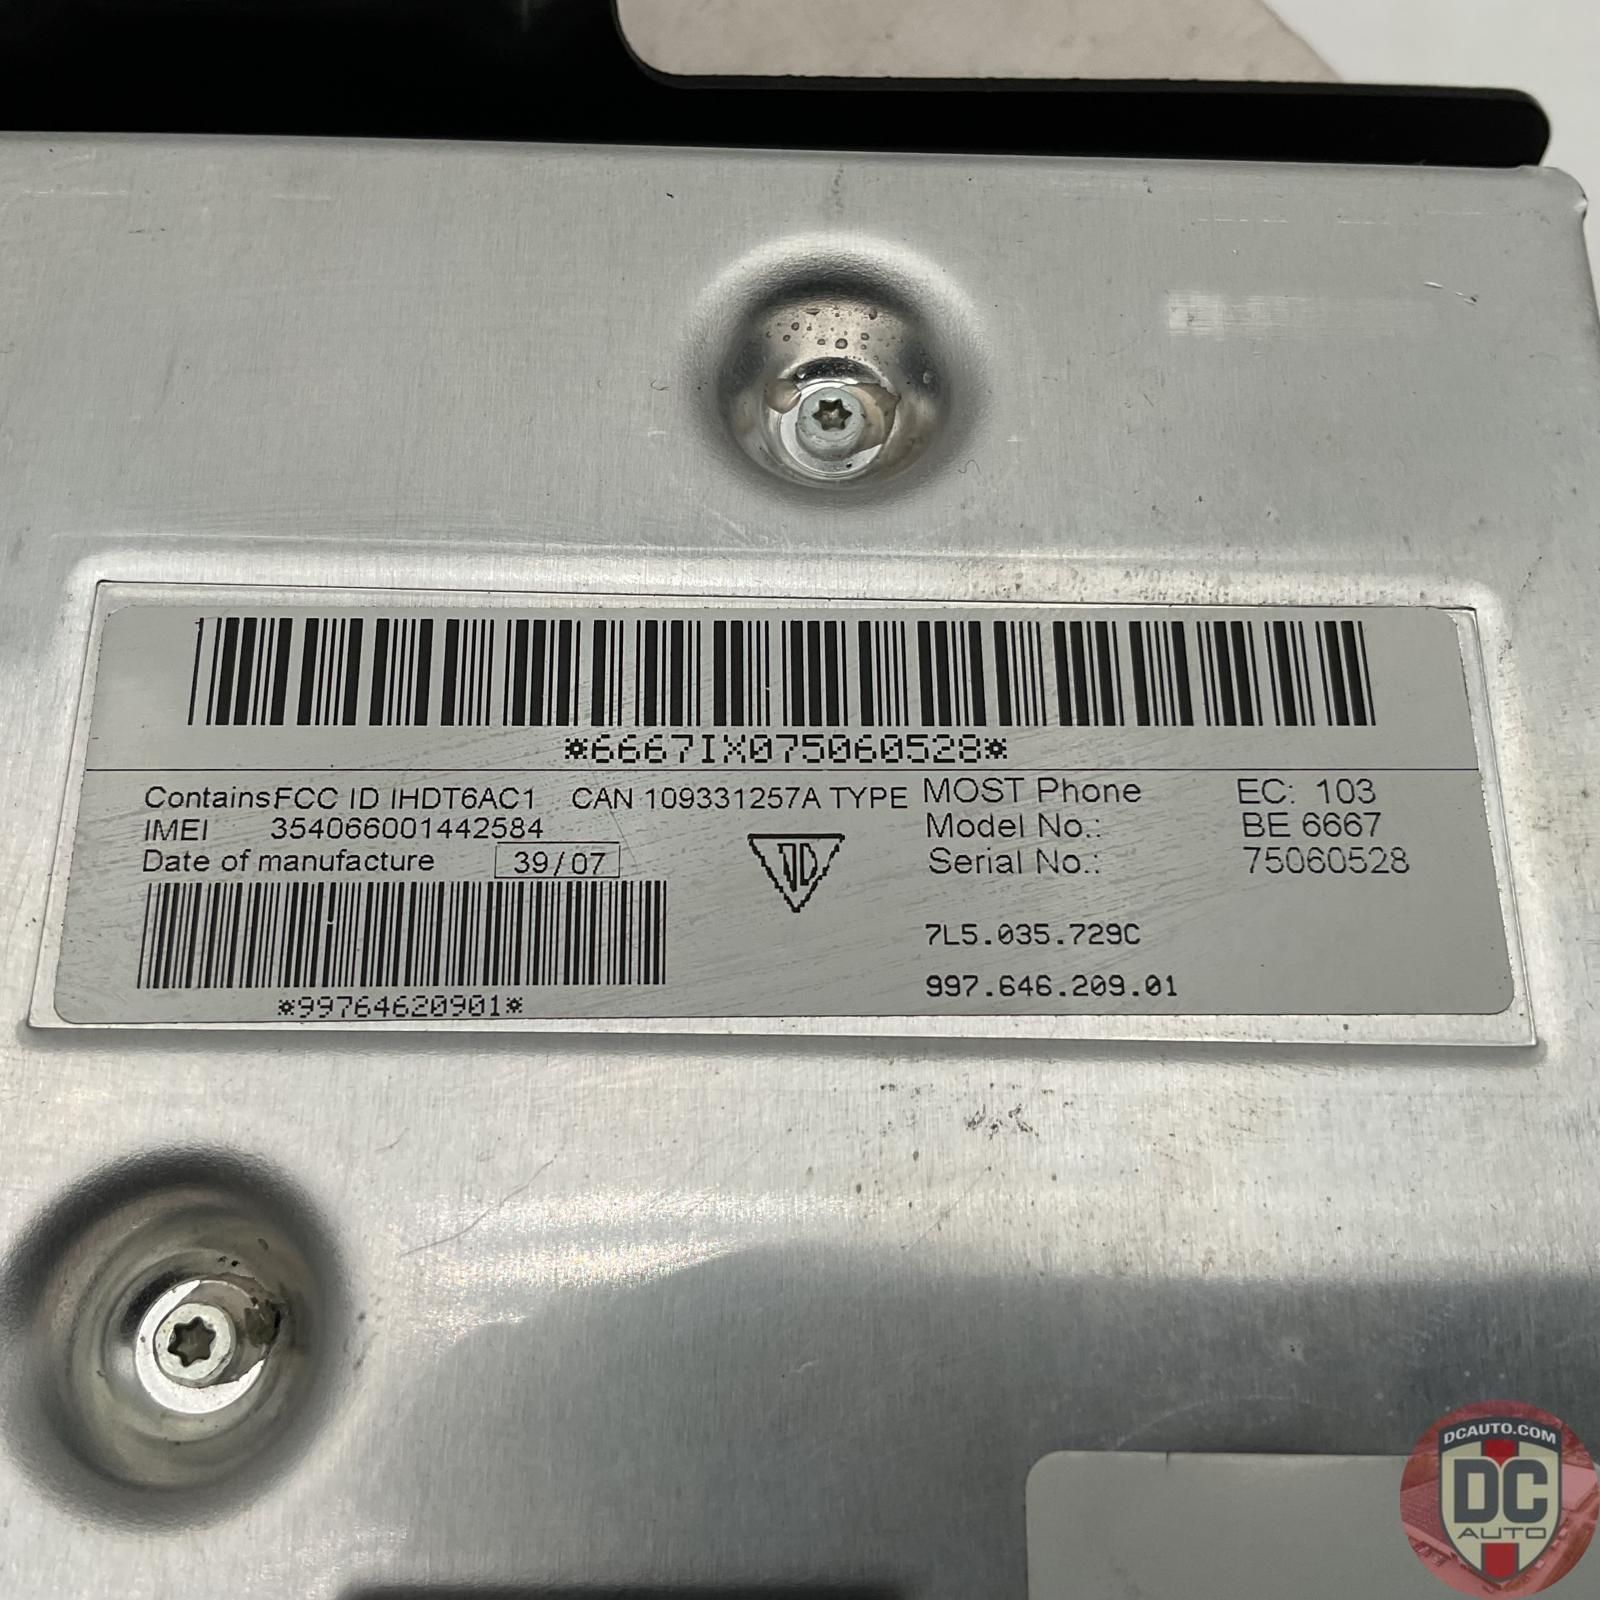 *6667IX075060528*
ContainsFCC ID IHDT6AC1 CAN 109331257A TYPE
MOST Phone EC: 103
IMEI 354066001442584
Model No.: BE 6667
Date of manufacture 39/07
Serial No.: 75060528
7L5.035.729C
997.646.209.01
*99764620901*
DCAUTO.COM
DC
AUTO